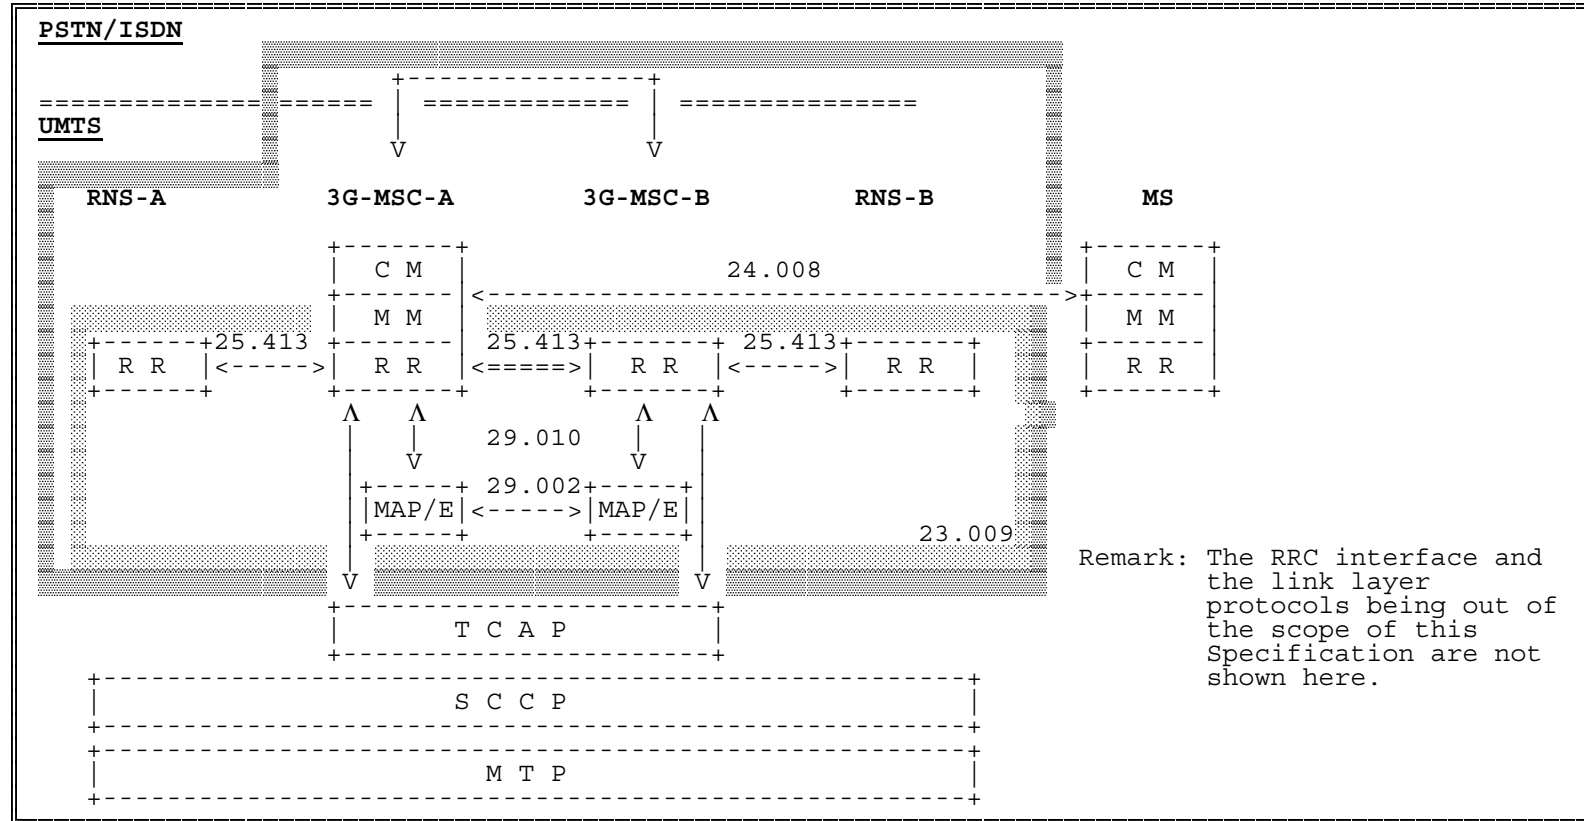 PSTN/ISDN
UMTS
V V
RNS-A 3G-MSC-A 3G-MSC-B RNS-B MS
C M 24.008 C M
M M M M
25.413 25.413 25.413
R R R R R R R R R R
29.010
V V
29.002
MAP/E MAP/E
23.009
V V
Remark: The RRC interface and
the link layer
protocols being out of
the scope of this
Specification are not
shown here.
T C A P
S C C P
M T P